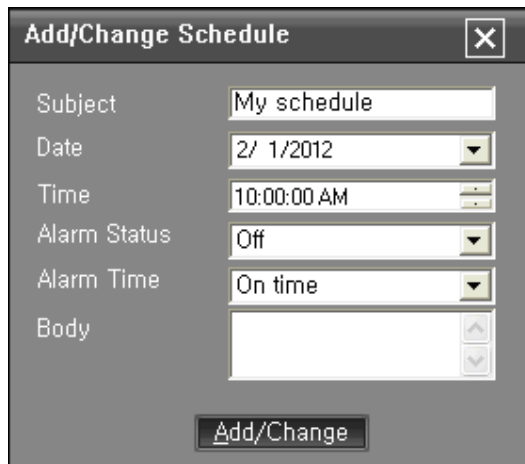 Add/Change Schedule
Subject My schedule
Date 2/ 1/2012
Time 10:00:00 AM
Alarm Status Off
Alarm Time On time
Body
Add/Change